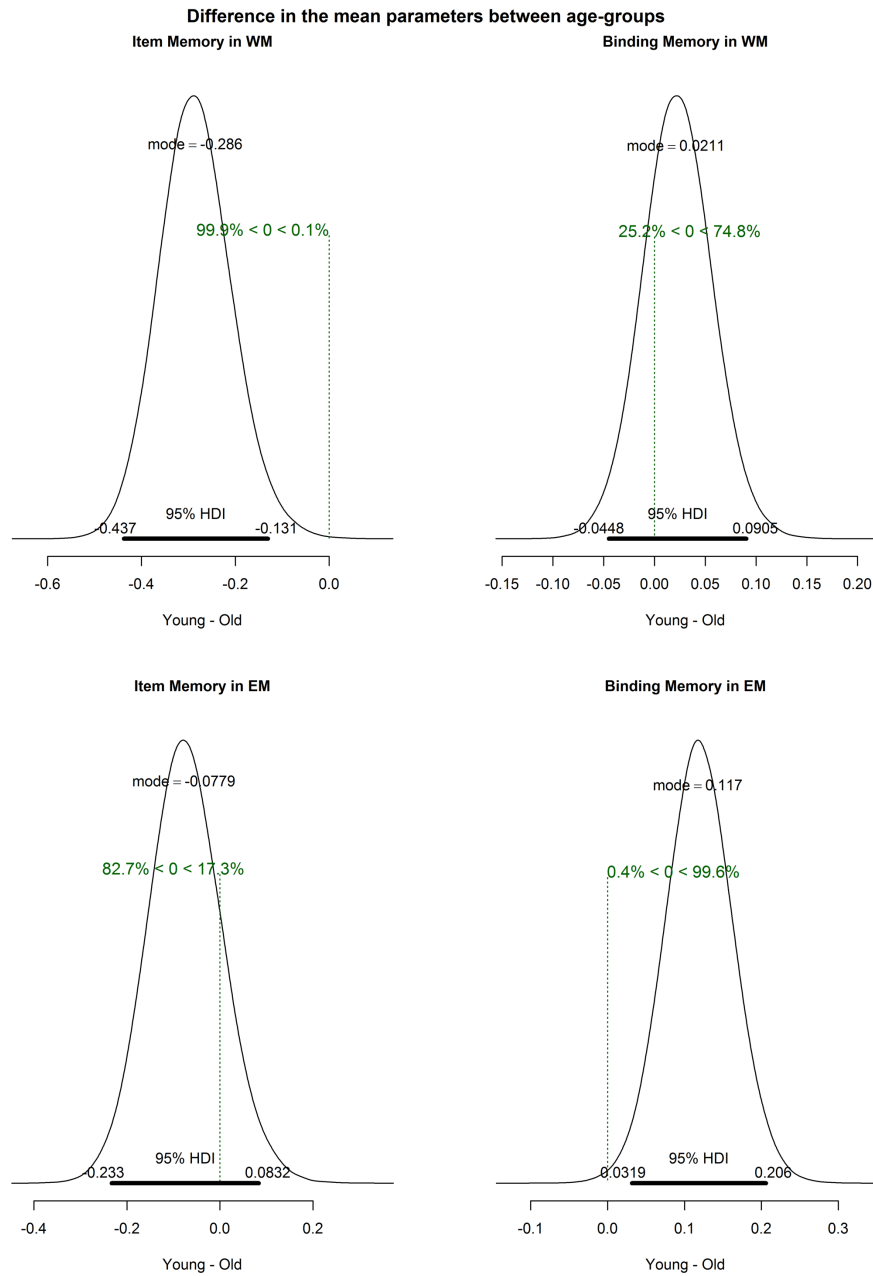 Difference in the mean parameters between age-groups
Item Memory in WM
mode = -0.286
99.9% < 0 < 0.1%
95% HDI
-0.437 -0.131
-0.6 -0.4 -0.2 0.0
Young - Old
Binding Memory in WM
mode = 0.0211
25.2% < 0 < 74.8%
95% HDI
-0.0448 0.0905
-0.15 -0.10 -0.05 0.00 0.05 0.10 0.15 0.20
Young - Old
Item Memory in EM
mode = -0.0779
82.7% < 0 < 17.3%
95% HDI
-0.233 0.0832
-0.4 -0.2 0.0 0.2
Young - Old
Binding Memory in EM
mode = 0.117
0.4% < 0 < 99.6%
95% HDI
0.0319 0.206
-0.1 0.0 0.1 0.2 0.3
Young - Old